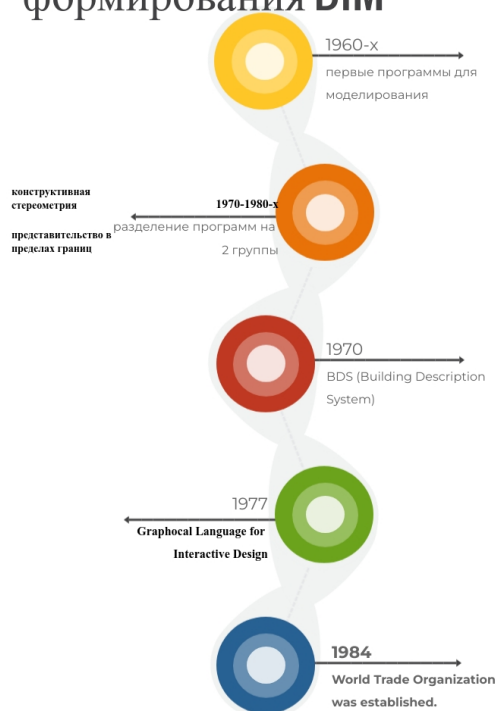 формирования BIM
1960-х
первые программы для
моделирования
конструктивная
стереометрия
представительство в
пределах границ
1970-1980-х
разделение программ на
2 группы
1970
BDS (Building Description
System)
1977
Graphocal Language for
Interactive Design
1984
World Trade Organization
was established.